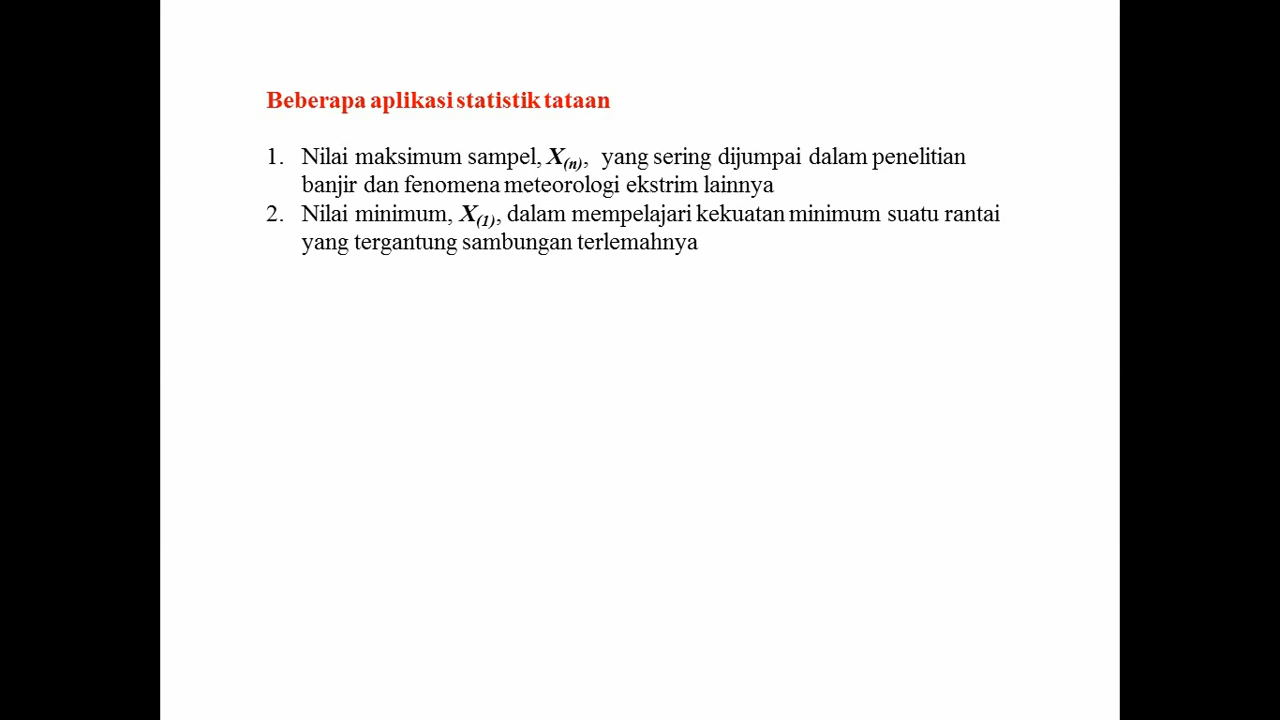 Beberapa aplikasi statistik tataan
1. Nilai maksimum sampel, X(n), yang sering dijumpai dalam penelitian
banjir dan fenomena meteorologi ekstrim lainnya
2. Nilai minimum, X(1), dalam mempelajari kekuatan minimum suatu rantai
yang tergantung sambungan terlemahnya